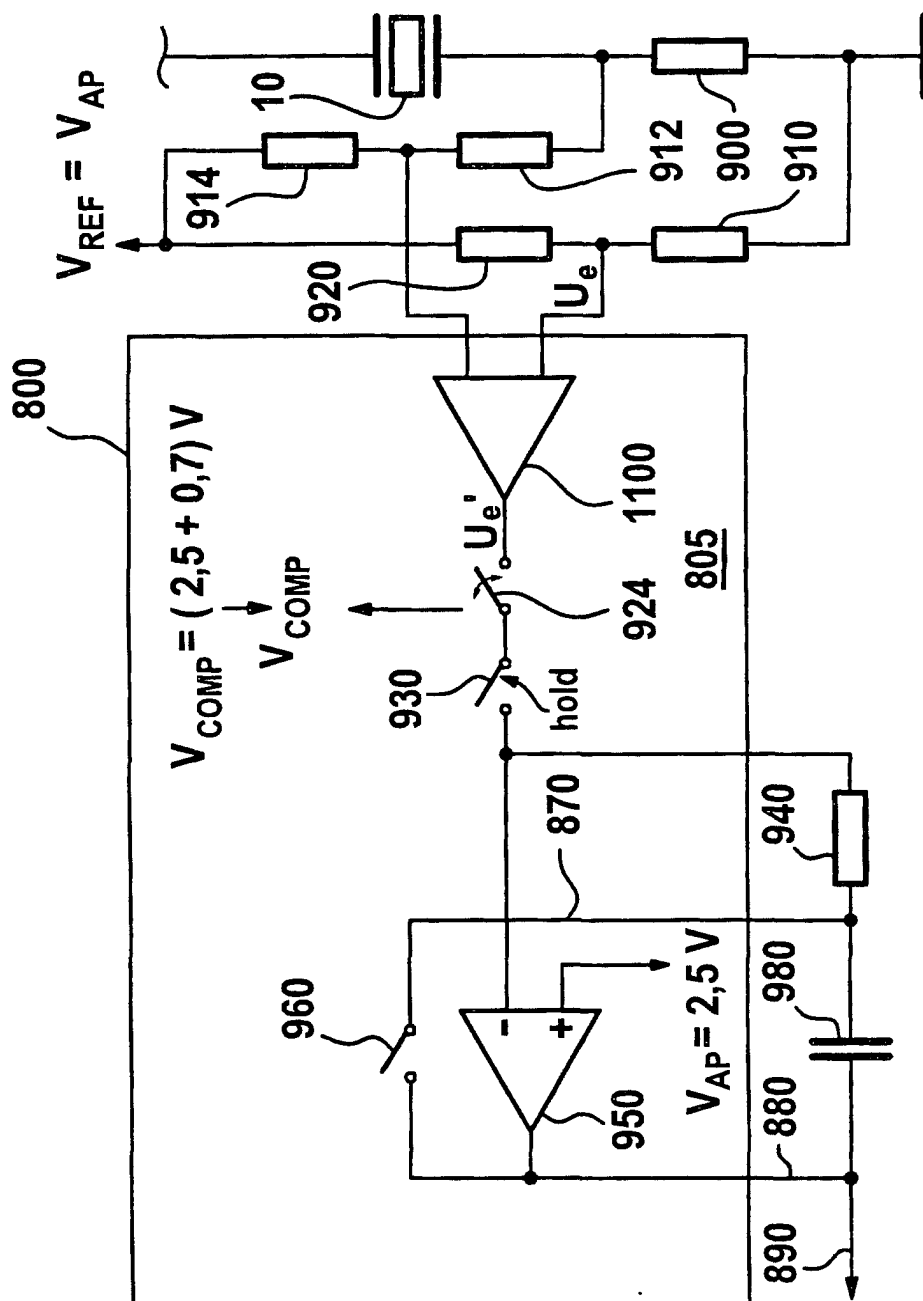 800
V_COMP = (2,5 + 0,7) V
V_COMP
V_REF = V_AP
914
10
920
U_e
912
900
910
960
870
930
hold
924
U_e'
1100
805
-
+
950
V_AP = 2,5 V
940
980
880
890